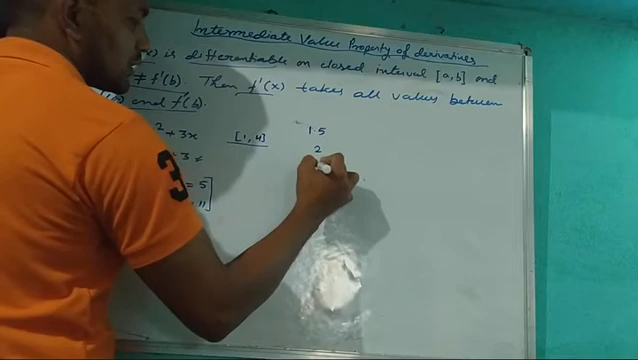 Intermediate Value Property of derivatives
x) is differentiable on closed interval [a,b] and
≠ f'(b) Then f'(x) takes all values between
and f'(b).
2 + 3x [1, 4] 1.5
+ 3 2
= 5
, 11
3